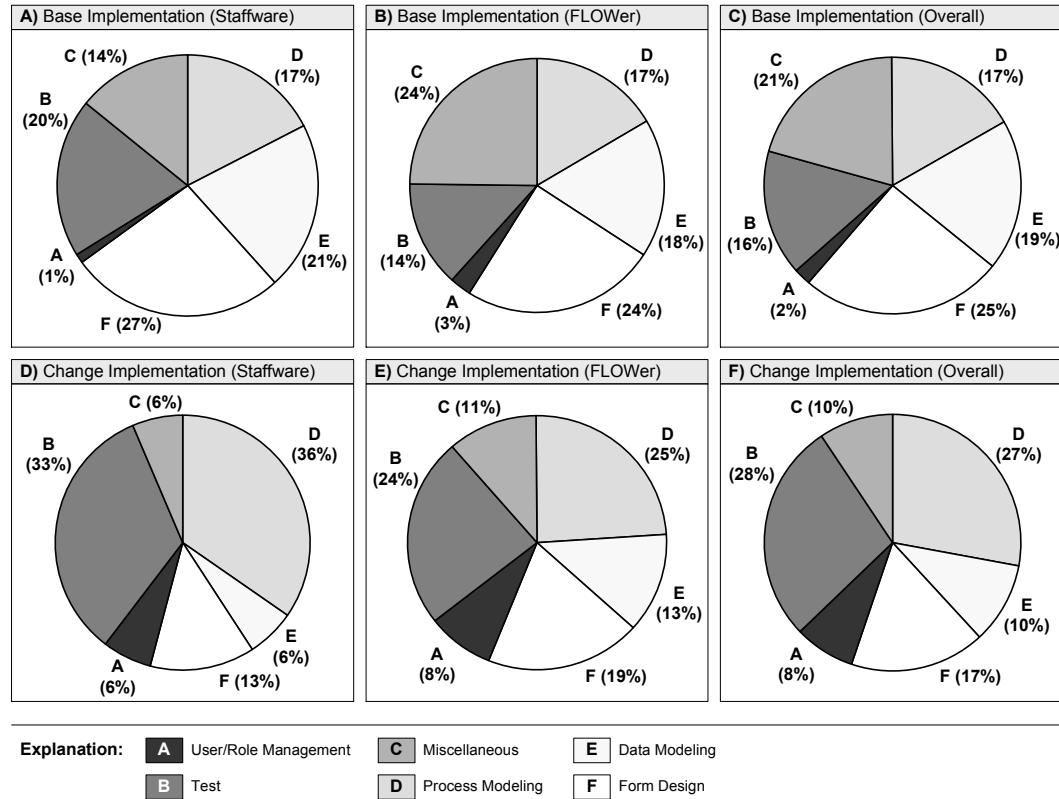 A) Base Implementation (Staffware)
C (14%)
D
(17%)
B
(20%)
A
(1%)
E
(21%)
F (27%)
B) Base Implementation (FLOWer)
C
(24%)
D
(17%)
B
(14%)
E
(18%)
A
(3%)
F (24%)
C) Base Implementation (Overall)
C
(21%)
D
(17%)
B
(16%)
E
(19%)
A
(2%)
F (25%)
D) Change Implementation (Staffware)
C (6%)
B
(33%)
D
(36%)
A
(6%)
E
(6%)
F (13%)
E) Change Implementation (FLOWer)
C (11%)
D
(25%)
B
(24%)
E
(13%)
A
(8%)
F (19%)
F) Change Implementation (Overall)
C (10%)
D
(27%)
B
(28%)
E
(10%)
A
(8%)
F (17%)
Explanation:
A User/Role Management
C Miscellaneous
E Data Modeling
B Test
D Process Modeling
F Form Design